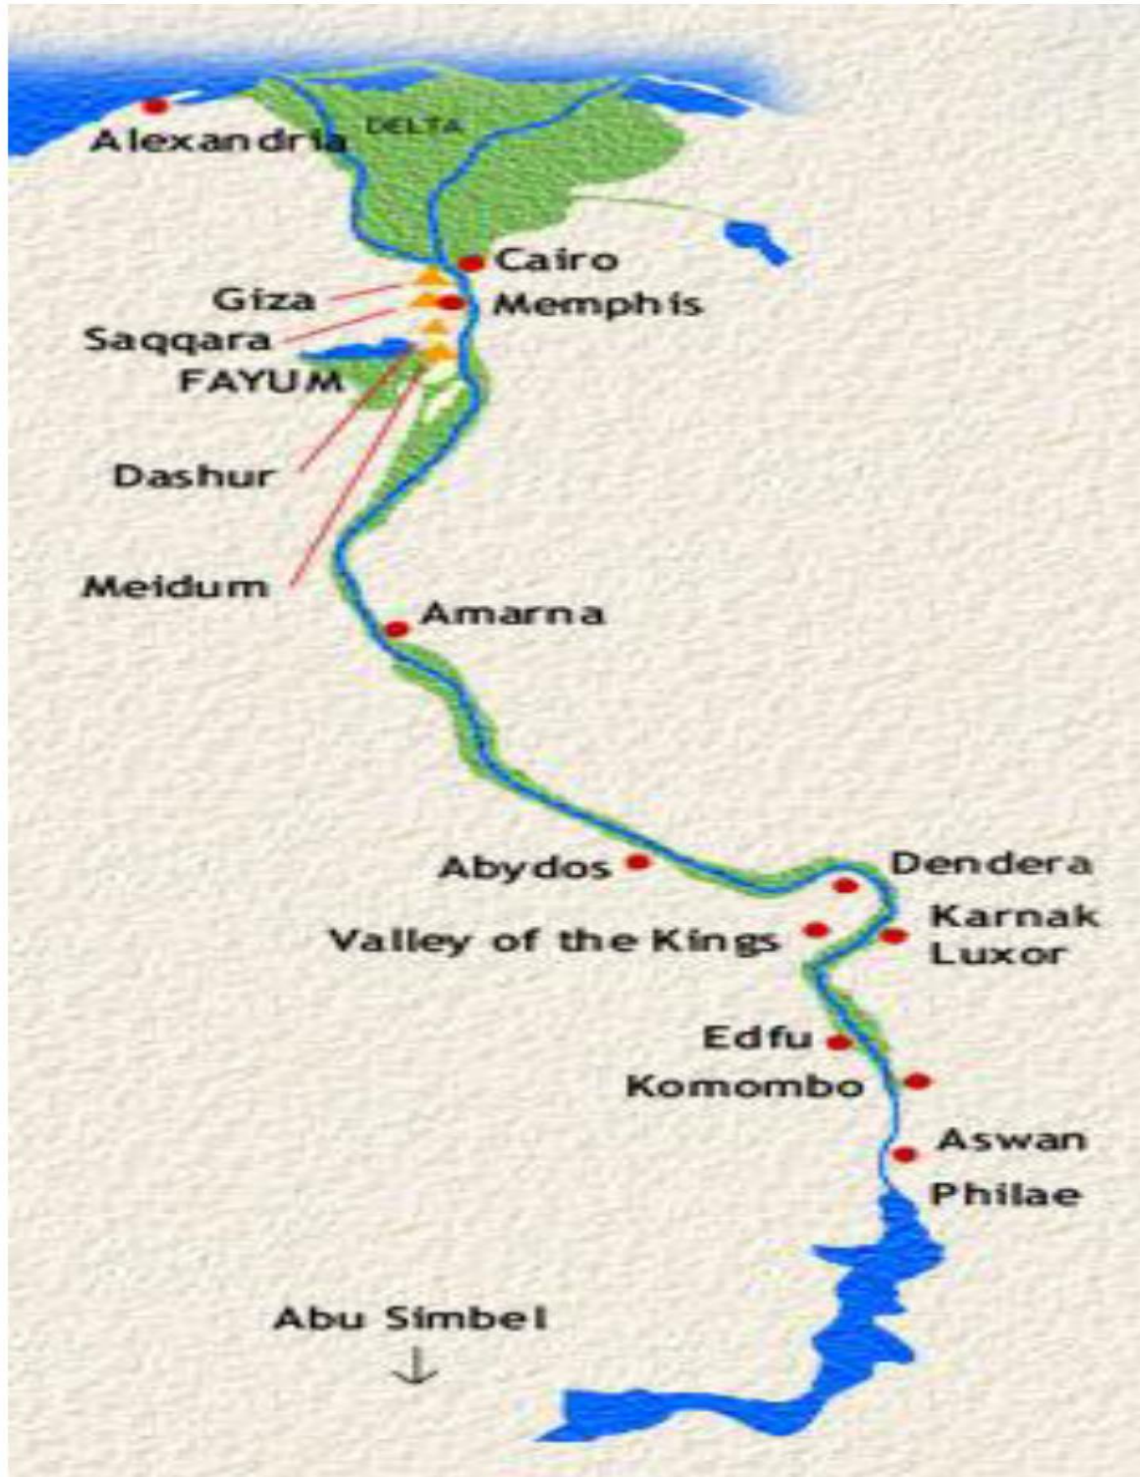 DELTA
Alexandria
Cairo
Giza
Memphis
Saqqara
FAYUM
Dashur
Meidum
Amarna
Abydos
Dendera
Karnak
Valley of the Kings
Luxor
Edfu
Komombo
Aswan
Philae
Abu Simbel